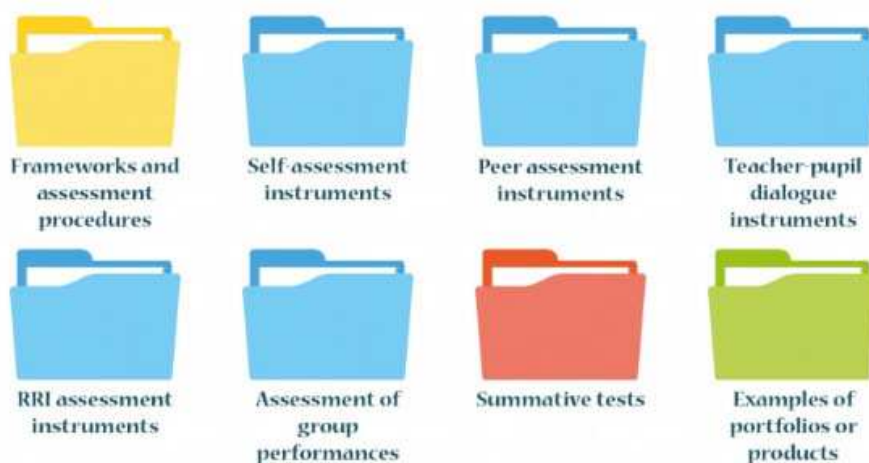 Frameworks and
assessment
procedures
Self-assessment
instruments
Peer assessment
instruments
Teacher-pupil
dialogue
instruments
RRI assessment
instruments
Assessment of
group
performances
Summative tests
Examples of
portfolios or
products